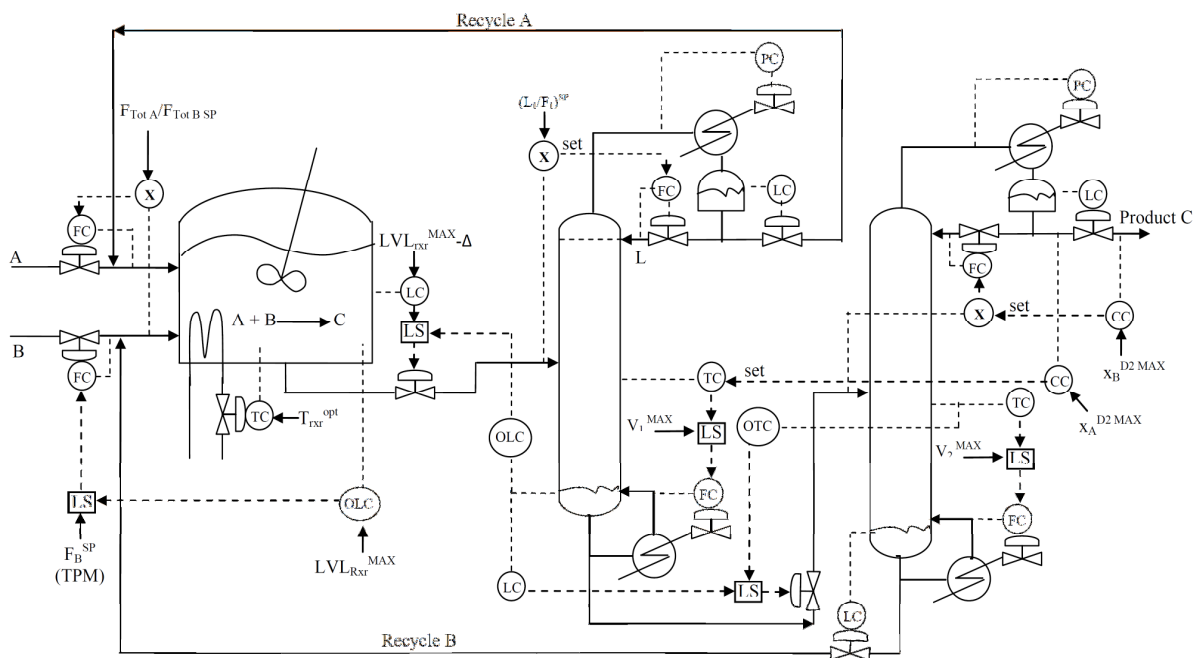 Recycle A
PC
PC
F_Tot A/F_Tot B SP
(L_1/F_1)^SP
X
set
X
FC
LC
LC
Product C
FC
A
LVL_rxr^MAX-Δ
L
FC
LC
A + B → C
LS
X
set
CC
B
x_B^D2 MAX
FC
TC
set
CC
TC
T_rxr^opt
OLC
V_1^MAX
LS
OTC
TC
x_A^D2 MAX
V_2^MAX
LS
LS
OLC
FC
FC
F_B^SP
(TPM)
LVL_Rxr^MAX
LC
LS
LC
Recycle B